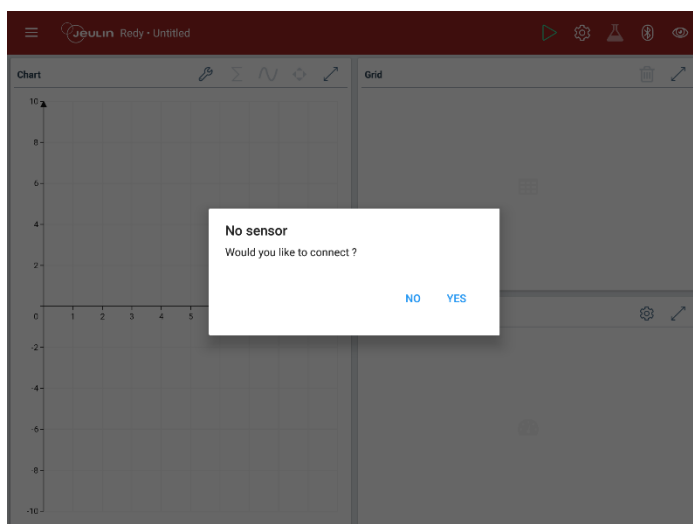 Jeulin Redy • Untitled
Chart
Grid
10
8
6
4
2
0 1 2 3 4 5
-2
-4
-6
-8
-10
No sensor
Would you like to connect ?
NO YES